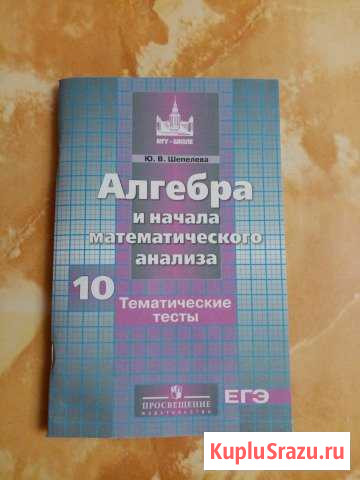 МГУ - ШКОЛЕ
Ю. В. Шепелева
Алгебра
и начала
математического
анализа
10
Тематические
тесты
ПРОСВЕЩЕНИЕ
ИЗДАТЕЛЬСТВО
ЕГЭ
KupluSrazu.ru